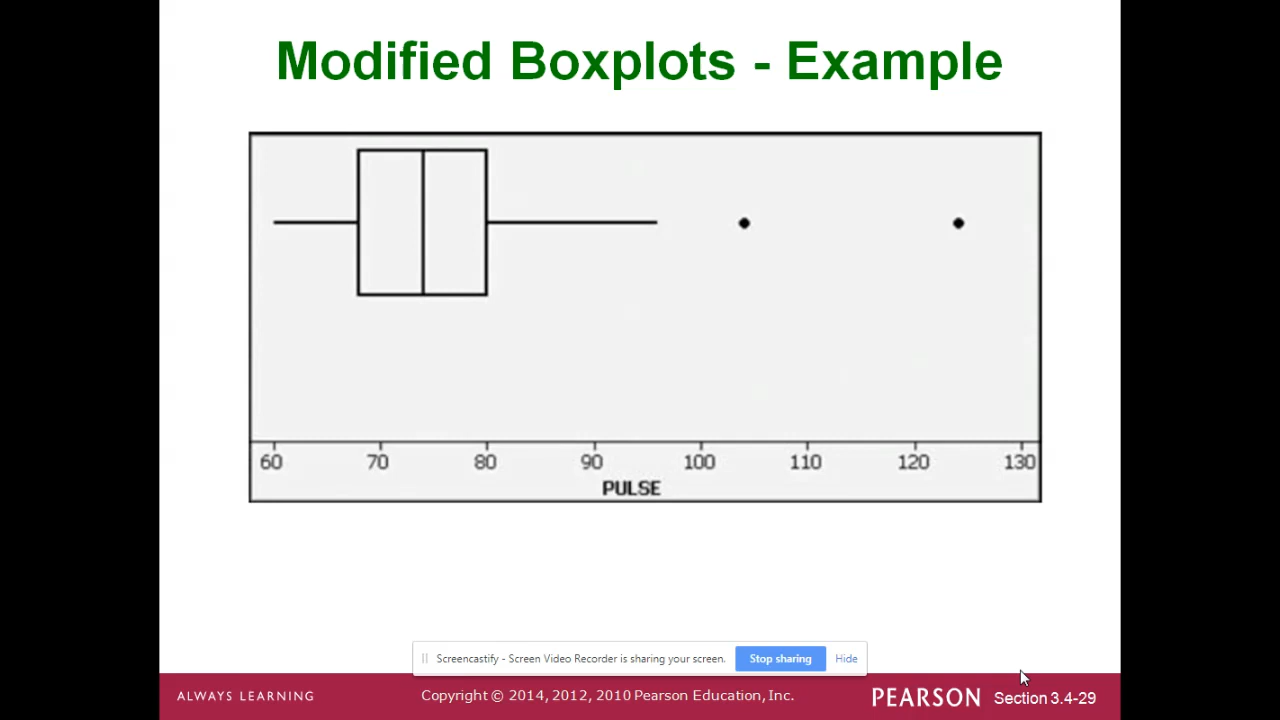 Modified Boxplots - Example
60 70 80 90 100 110 120 130
PULSE
Screencastify - Screen Video Recorder is sharing your screen. Stop sharing Hide
ALWAYS LEARNING Copyright © 2014, 2012, 2010 Pearson Education, Inc. PEARSON Section 3.4-29